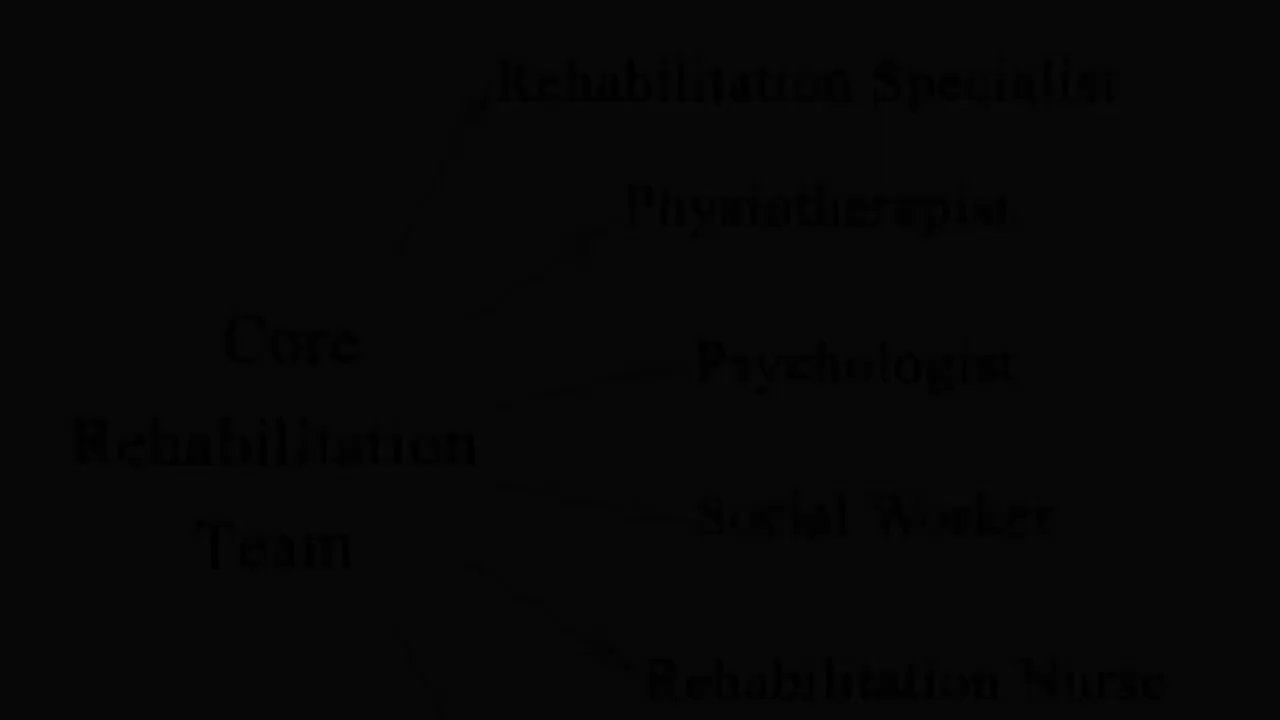 Rehabilitation Specialist
Physiotherapist
Psychologist
Core
Rehabilitation
Team
Social Worker
Rehabilitation Nurse